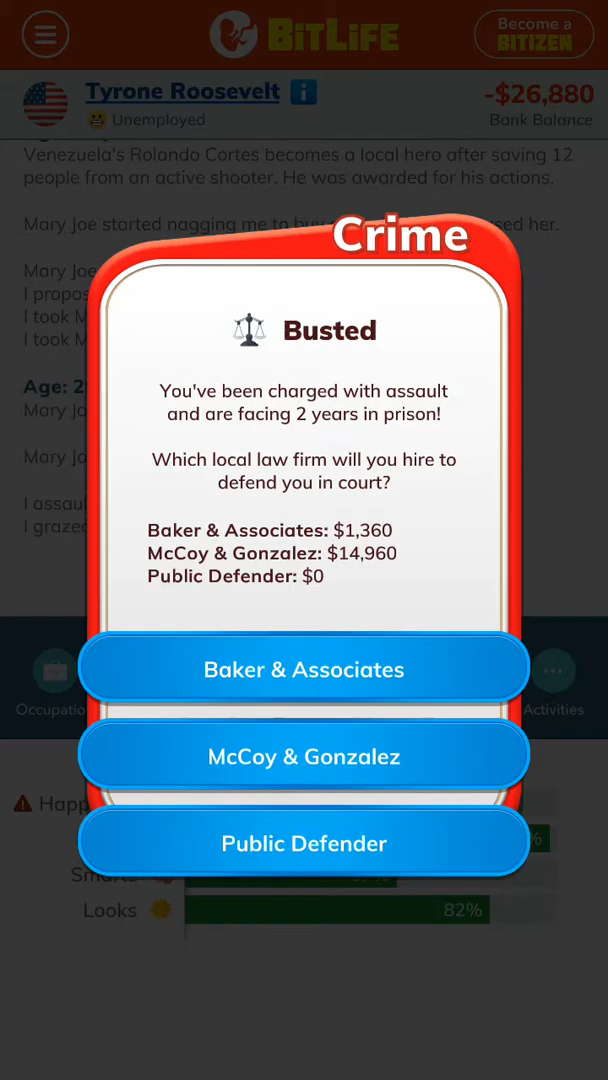 Become a
BITLIFE
BITIZEN
Tyrone Roosevelt
-$26,880
Unemployed
Bank Balance
Venezuela's Rolando Cortes becomes a local hero after saving 12
people from an active shooter. He was awarded for his actions.
Mary Joe started nagging me to buy
sed her.
Crime
Mary Joe
I propos
I took M
I took M
Busted
Age: 2
Mary Jo
You've been charged with assault
and are facing 2 years in prison!
Mary Jo
Which local law firm will you hire to
defend you in court?
I assaul
I graze
Baker & Associates: $1,360
McCoy & Gonzalez: $14,960
Public Defender: $0
Baker & Associates
Occupatio
Activities
McCoy & Gonzalez
Happ
Public Defender
%
Smarts
Looks
82%